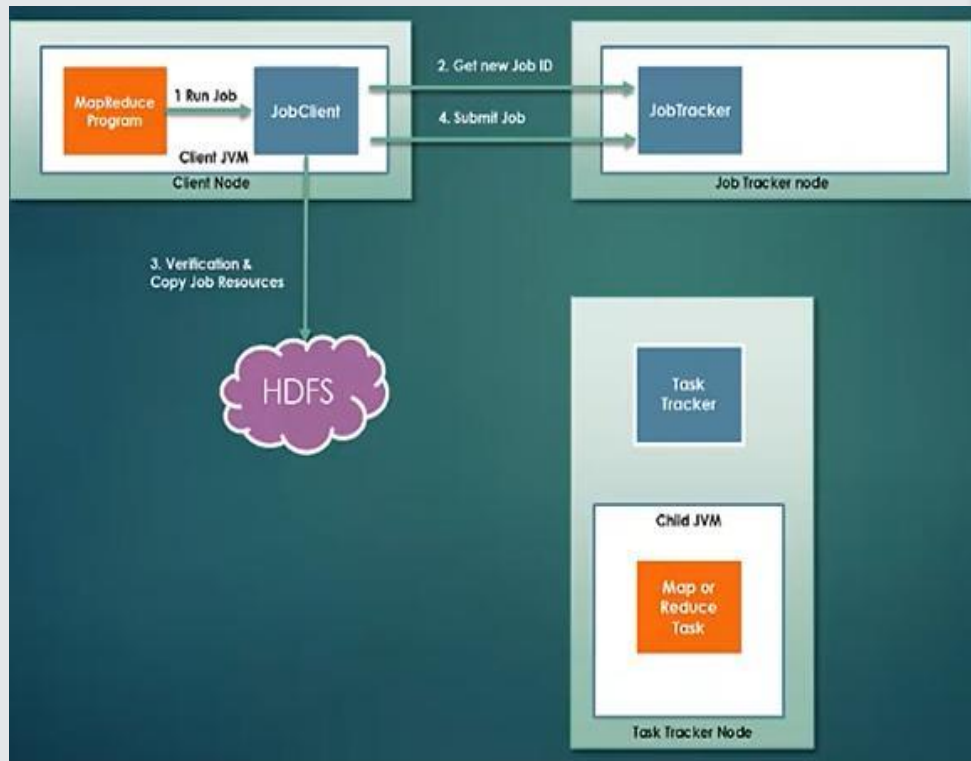 MapReduce
Program
1 Run Job
JobClient
Client JVM
Client Node
2. Get new Job ID
4. Submit Job
JobTracker
Job Tracker node
3. Verification &
Copy Job Resources
HDFS
Task
Tracker
Child JVM
Map or
Reduce
Task
Task Tracker Node